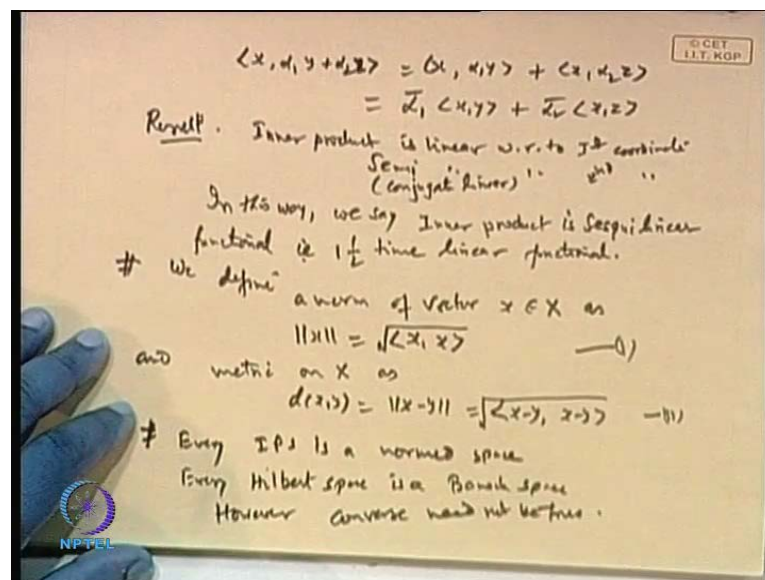 © CET
I.I.T. KGP
<x, α₁y + α₂z> = <x, α₁y> + <x, α₂z>
= ᾱ₁ <x,y> + ᾱ₂ <x,z>
Result. Inner product is linear w.r.to Ist coordinate
Semi '' '' 2nd ''
(conjugate linear)
In this way, we say Inner product is Sesquilinear
functional ie 1½ time linear functional.
# We define
a norm of vector x ∈ X as
||x|| = √<x, x> —(I)
and metric on X as
d(x,y) = ||x-y|| = √<x-y, x-y> —(II)
# Every IPS is a normed space
Every Hilbert space is a Banach space
However converse need not be true.
NPTEL